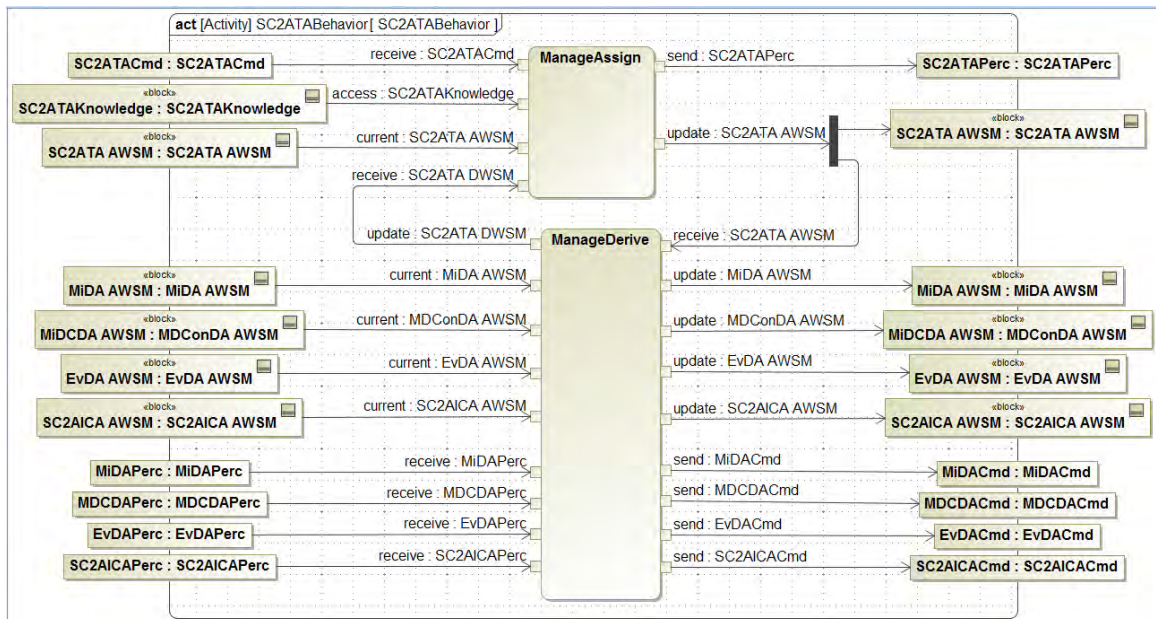 act [Activity] SC2ATABehavior[ SC2ATABehavior ]
SC2ATACmd : SC2ATACmd
receive : SC2ATACmd
ManageAssign
send : SC2ATAPerc
SC2ATAPerc : SC2ATAPerc
«block»
SC2ATAKnowledge : SC2ATAKnowledge
access : SC2ATAKnowledge
«block»
SC2ATA AWSM : SC2ATA AWSM
current : SC2ATA AWSM
update : SC2ATA AWSM
«block»
SC2ATA AWSM : SC2ATA AWSM
receive : SC2ATA DWSM
update : SC2ATA DWSM
ManageDerive
receive : SC2ATA AWSM
«block»
MiDA AWSM : MiDA AWSM
current : MiDA AWSM
update : MiDA AWSM
«block»
MiDA AWSM : MiDA AWSM
«block»
MiDCDA AWSM : MDConDA AWSM
current : MDConDA AWSM
update : MDConDA AWSM
«block»
MiDCDA AWSM : MDConDA AWSM
«block»
EvDA AWSM : EvDA AWSM
current : EvDA AWSM
update : EvDA AWSM
«block»
EvDA AWSM : EvDA AWSM
«block»
SC2AICA AWSM : SC2AICA AWSM
current : SC2AICA AWSM
update : SC2AICA AWSM
«block»
SC2AICA AWSM : SC2AICA AWSM
MiDAPerc : MiDAPerc
receive : MiDAPerc
send : MiDACmd
MiDACmd : MiDACmd
MDCDAPerc : MDCDAPerc
receive : MDCDAPerc
send : MDCDACmd
MDCDACmd : MDCDACmd
EvDAPerc : EvDAPerc
receive : EvDAPerc
send : EvDACmd
EvDACmd : EvDACmd
SC2AICAPerc : SC2AICAPerc
receive : SC2AICAPerc
send : SC2AICACmd
SC2AICACmd : SC2AICACmd